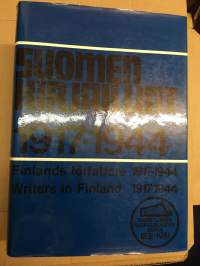 SUOMEN
KIRJAILIJAT
1917-1944
Finlands författare 1917-1944
Writers in Finland 1917-1944